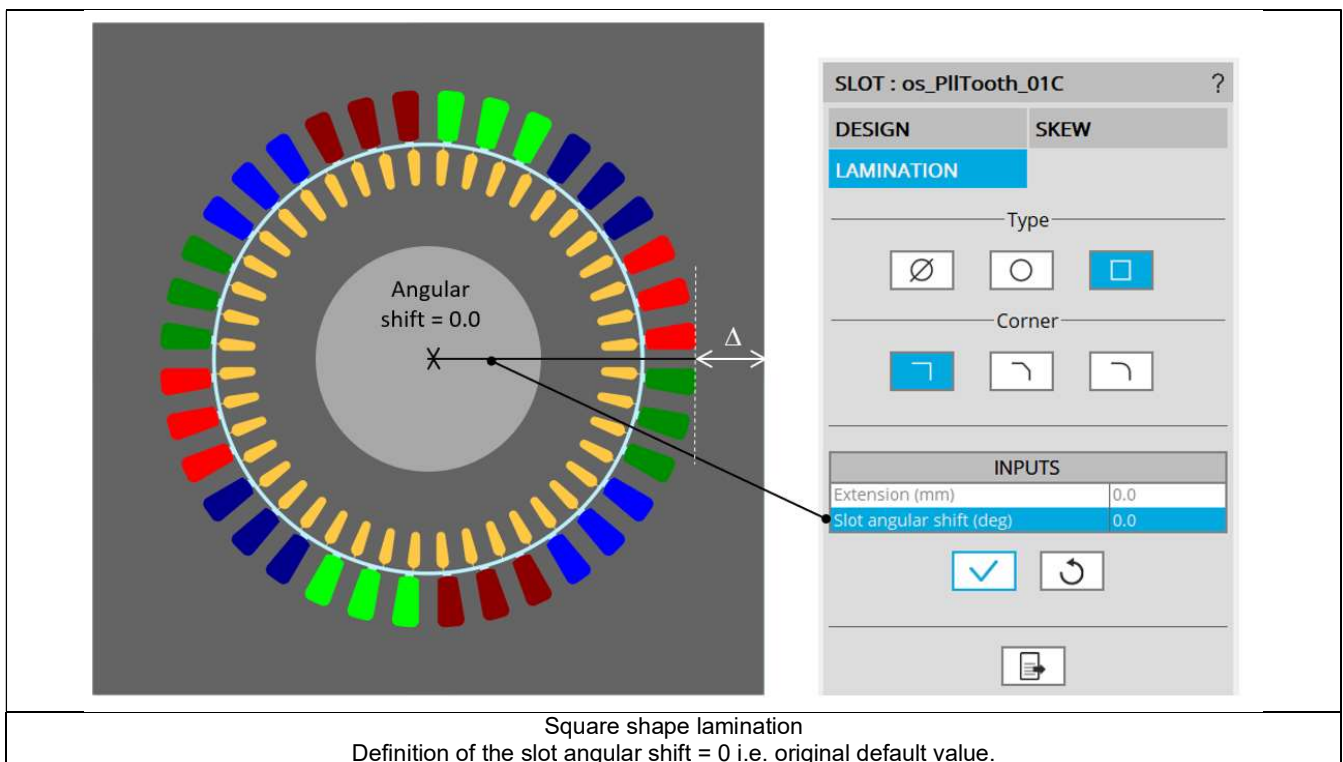 Angular
shift = 0.0
Δ
SLOT : os_PllTooth_01C ?
DESIGN SKEW
LAMINATION
Type
Corner
INPUTS
Extension (mm) 0.0
Slot angular shift (deg) 0.0
Square shape lamination
Definition of the slot angular shift = 0 i.e. original default value.